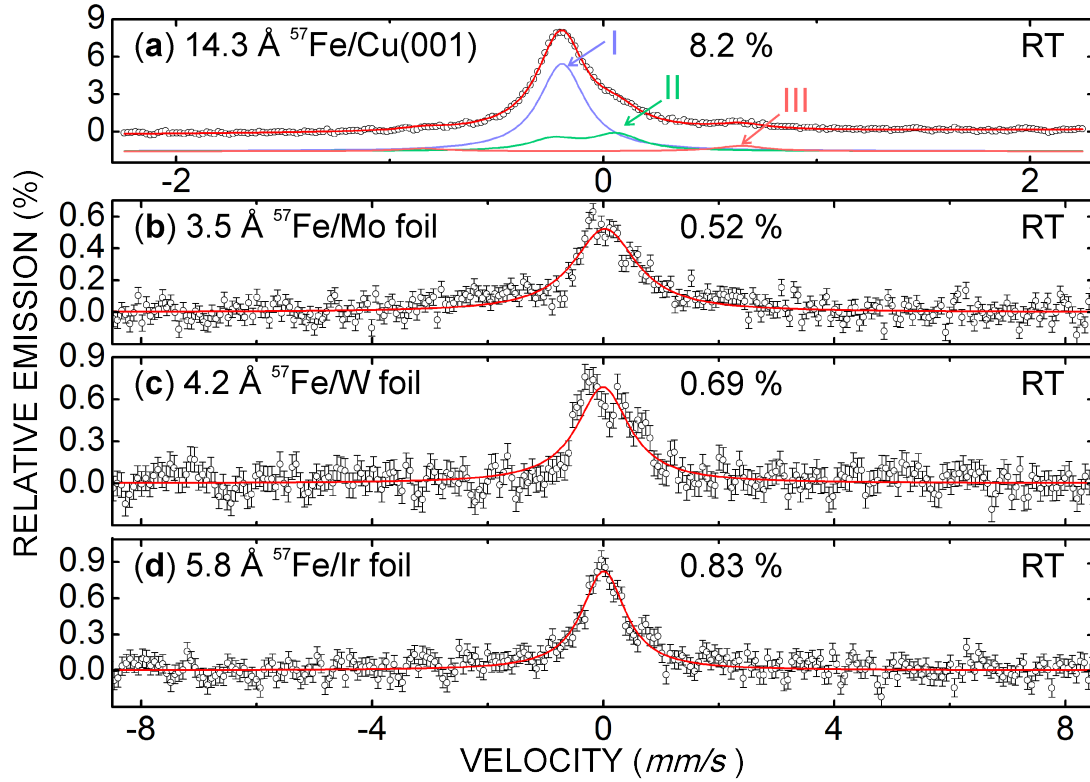 RELATIVE EMISSION (%)
(a) 14.3 Å ⁵⁷Fe/Cu(001) 8.2 % RT
I
II
III
9
6
3
0
-2 0 2
(b) 3.5 Å ⁵⁷Fe/Mo foil 0.52 % RT
0.6
0.4
0.2
0.0
(c) 4.2 Å ⁵⁷Fe/W foil 0.69 % RT
0.9
0.6
0.3
0.0
(d) 5.8 Å ⁵⁷Fe/Ir foil 0.83 % RT
0.9
0.6
0.3
0.0
-8 -4 0 4 8
VELOCITY (mm/s)